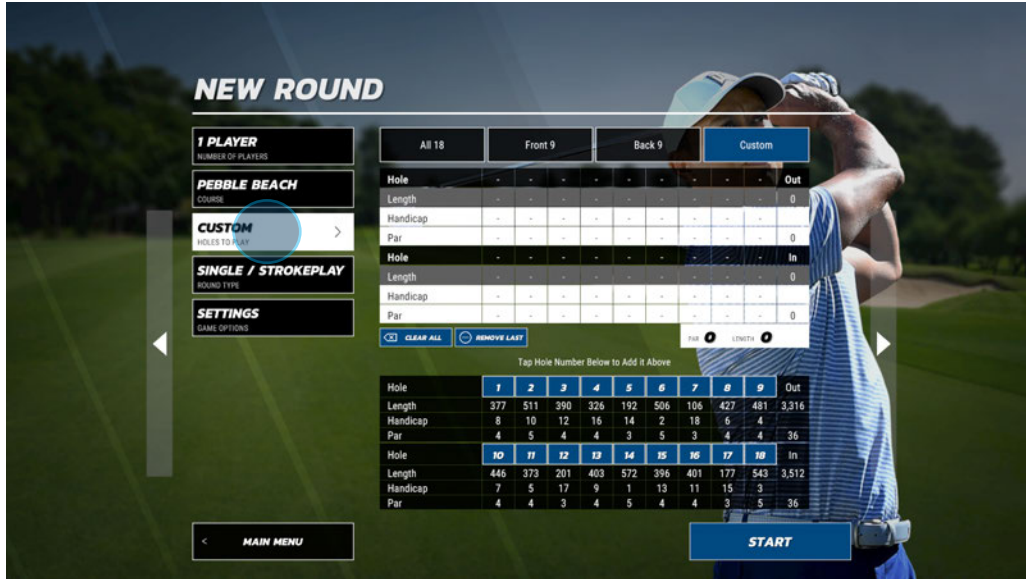 NEW ROUND
1 PLAYER
NUMBER OF PLAYERS
PEBBLE BEACH
COURSE
CUSTOM >
HOLES TO PLAY
SINGLE / STROKEPLAY
ROUND TYPE
SETTINGS
GAME OPTIONS
< MAIN MENU
All 18 Front 9 Back 9 Custom
Hole - - - - - - - - - Out
Length - - - - - - - - - 0
Handicap - - - - - - - - -
Par - - - - - - - - - 0
Hole - - - - - - - - - In
Length - - - - - - - - - 0
Handicap - - - - - - - - -
Par - - - - - - - - - 0
CLEAR ALL REMOVE LAST PAR 0 LENGTH 0
Tap Hole Number Below to Add it Above
Hole 1 2 3 4 5 6 7 8 9 Out
Length 377 511 390 326 192 506 106 427 481 3,316
Handicap 8 10 12 16 14 2 18 6 4
Par 4 5 4 4 3 5 3 4 4 36
Hole 10 11 12 13 14 15 16 17 18 In
Length 446 373 201 403 572 396 401 177 543 3,512
Handicap 7 5 17 9 1 13 11 15 3
Par 4 4 3 4 5 4 4 3 5 36
START